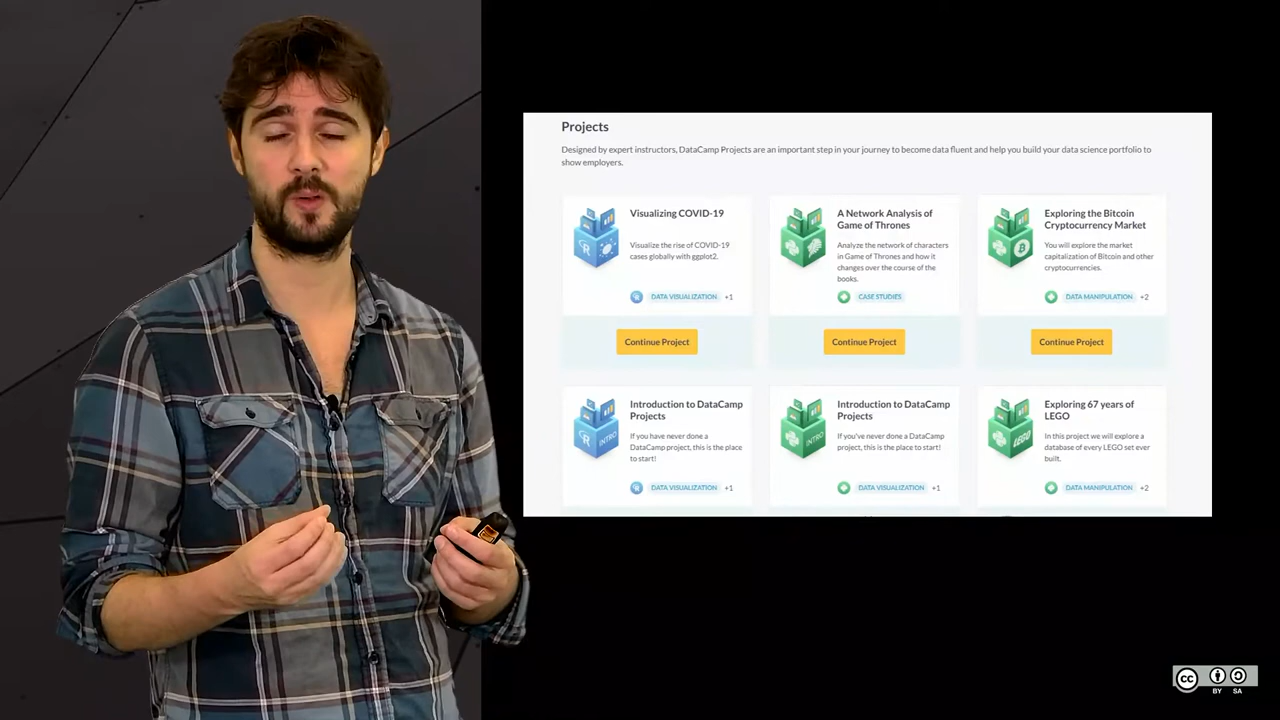 Projects
Designed by expert instructors, DataCamp Projects are an important step in your journey to become data fluent and help you build your data science portfolio to
show employers.
Visualizing COVID-19
Visualize the rise of COVID-19
cases globally with ggplot2.
R
DATA VISUALIZATION +1
Continue Project
A Network Analysis of
Game of Thrones
Analyze the network of characters
in Game of Thrones and how it
changes over the course of the
books.
CASE STUDIES
Continue Project
Exploring the Bitcoin
Cryptocurrency Market
You will explore the market
capitalization of Bitcoin and other
cryptocurrencies.
DATA MANIPULATION +2
Continue Project
Introduction to DataCamp
Projects
If you have never done a
DataCamp project, this is the place
to start!
R INTRO
DATA VISUALIZATION +1
Introduction to DataCamp
Projects
If you've never done a DataCamp
project, this is the place to start!
INTRO
DATA VISUALIZATION +1
Exploring 67 years of
LEGO
In this project we will explore a
database of every LEGO set ever
built.
LEGO
DATA MANIPULATION +2
cc
BY SA